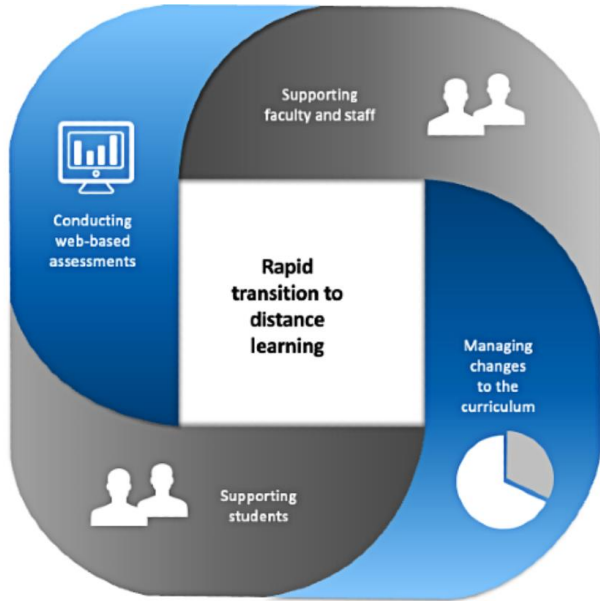 Supporting
faculty and staff
Conducting
web-based
assessments
Rapid
transition to
distance
learning
Managing
changes
to the
curriculum
Supporting
students